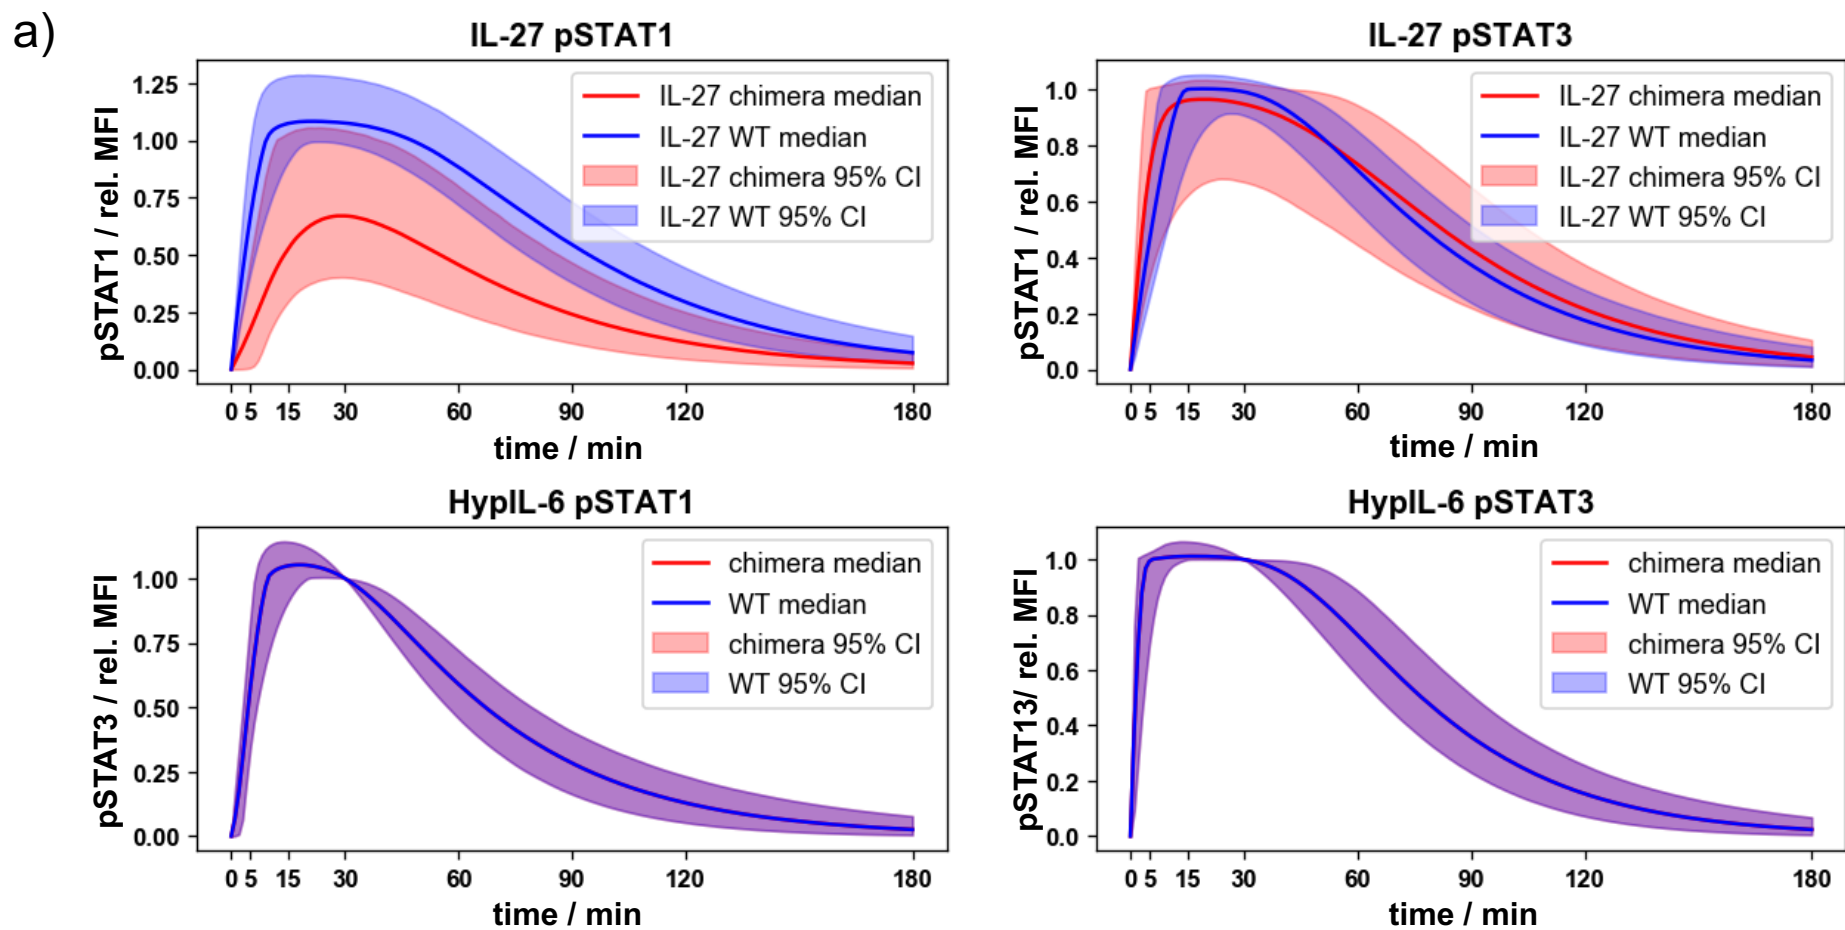 a)
IL-27 pSTAT1
pSTAT1 / rel. MFI
1.25
1.00
0.75
0.50
0.25
0.00
IL-27 chimera median
IL-27 WT median
IL-27 chimera 95% CI
IL-27 WT 95% CI
0 5 15 30 60 90 120 180
time / min
IL-27 pSTAT3
pSTAT1 / rel. MFI
1.0
0.8
0.6
0.4
0.2
0.0
IL-27 chimera median
IL-27 WT median
IL-27 chimera 95% CI
IL-27 WT 95% CI
0 5 15 30 60 90 120 180
time / min
HypIL-6 pSTAT1
pSTAT3 / rel. MFI
1.00
0.75
0.50
0.25
0.00
chimera median
WT median
chimera 95% CI
WT 95% CI
0 5 15 30 60 90 120 180
time / min
HypIL-6 pSTAT3
pSTAT13/ rel. MFI
1.0
0.8
0.6
0.4
0.2
0.0
chimera median
WT median
chimera 95% CI
WT 95% CI
0 5 15 30 60 90 120 180
time / min